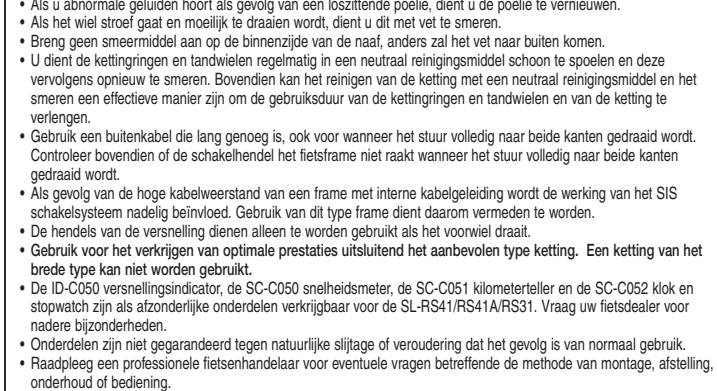 • Als u abnormale geluiden hoort als gevolg van een loszittende poelie, dient u de poelie te vernieuwen.
• Als het wiel stroef gaat en moeilijk te draaien wordt, dient u dit met vet te smeren.
• Breng geen smeermiddel aan op de binnenzijde van de naaf, anders zal het vet naar buiten komen.
• U dient de kettingringen en tandwielen regelmatig in een neutraal reinigingsmiddel schoon te spoelen en deze
vervolgens opnieuw te smeren. Bovendien kan het reinigen van de ketting met een neutraal reinigingsmiddel en het
smeren een effectieve manier zijn om de gebruiksduur van de kettingringen en tandwielen en van de ketting te
verlengen.
• Gebruik een buitenkabel die lang genoeg is, ook voor wanneer het stuur volledig naar beide kanten gedraaid wordt.
Controleer bovendien of de schakelhendel het fietsframe niet raakt wanneer het stuur volledig naar beide kanten
gedraaid wordt.
• Als gevolg van de hoge kabelweerstand van een frame met interne kabelgeleiding wordt de werking van het SIS
schakelsysteem nadelig beïnvloed. Gebruik van dit type frame dient daarom vermeden te worden.
• De hendels van de versnelling dienen alleen te worden gebruikt als het voorwiel draait.
• Gebruik voor het verkrijgen van optimale prestaties uitsluitend het aanbevolen type ketting. Een ketting van het
brede type kan niet worden gebruikt.
• De ID-C050 versnellingsindicator, de SC-C050 snelheidsmeter, de SC-C051 kilometerteller en de SC-C052 klok en
stopwatch zijn als afzonderlijke onderdelen verkrijgbaar voor de SL-RS41/RS41A/RS31. Vraag uw fietsdealer voor
nadere bijzonderheden.
• Onderdelen zijn niet gegarandeerd tegen natuurlijke slijtage of veroudering dat het gevolg is van normaal gebruik.
• Raadpleeg een professionele fietsenhandelaar voor eventuele vragen betreffende de methode van montage, afstelling,
onderhoud of bediening.